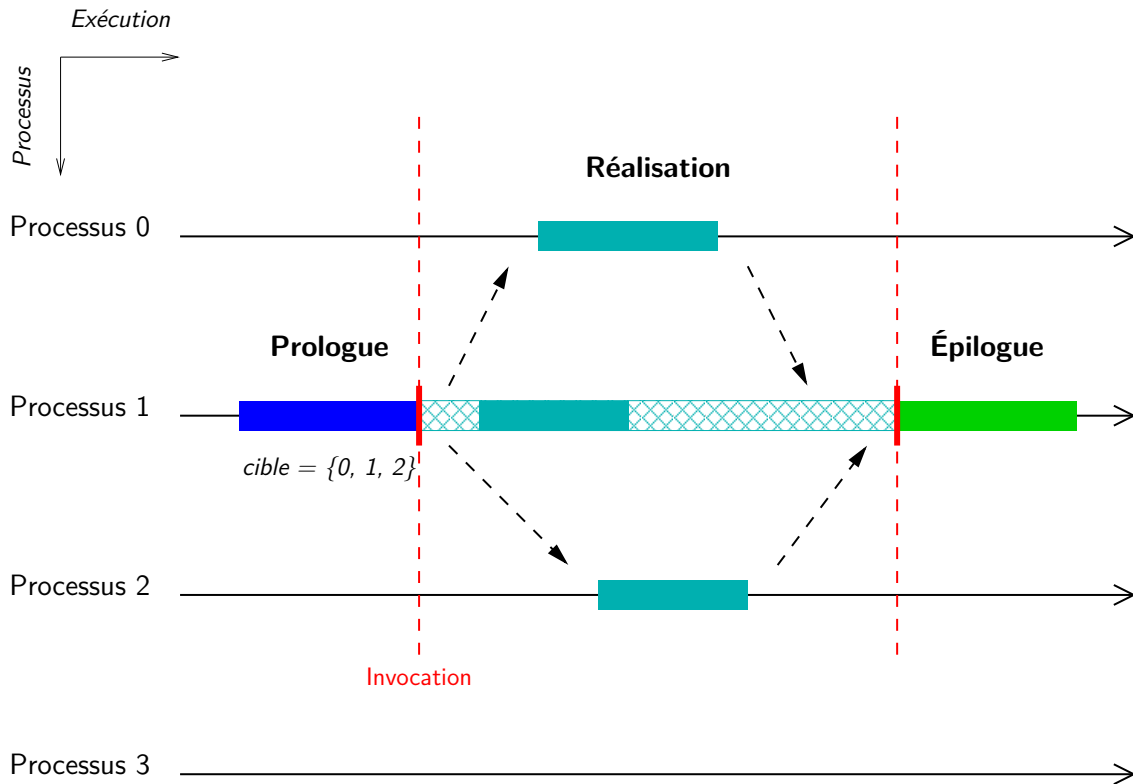 Exécution
Processus
Réalisation
Processus 0
Prologue
Épilogue
Processus 1
cible = {0, 1, 2}
Processus 2
Invocation
Processus 3